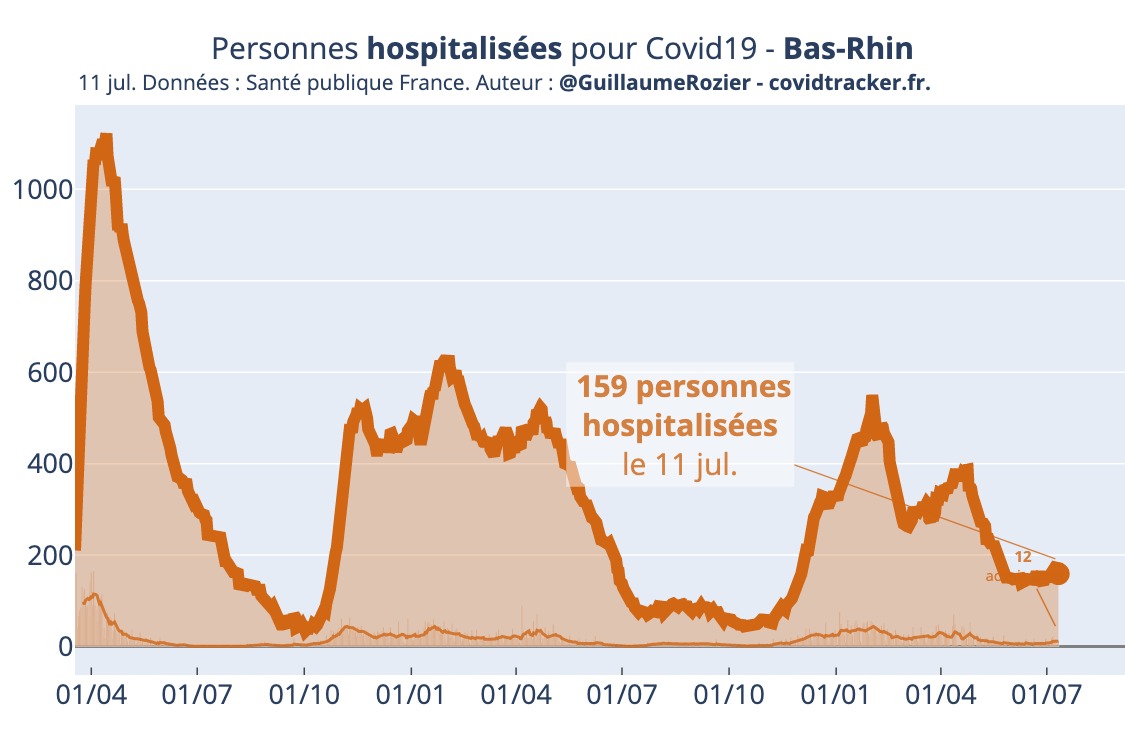 Personnes hospitalisées pour Covid19 - Bas-Rhin
11 jul. Données : Santé publique France. Auteur : @GuillaumeRozier - covidtracker.fr.
1000
800
600
400
200
0
159 personnes
hospitalisées
le 11 jul.
12
01/04 01/07 01/10 01/01 01/04 01/07 01/10 01/01 01/04 01/07